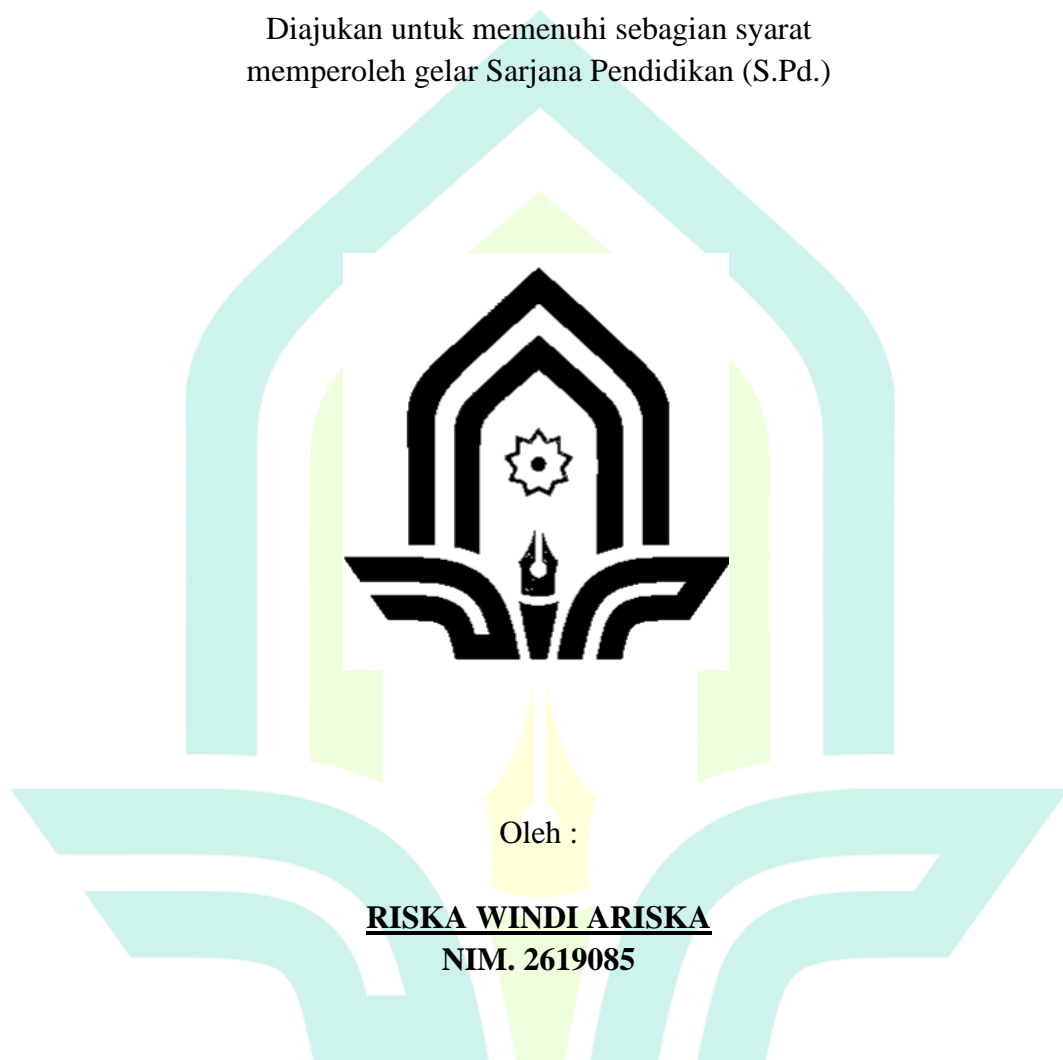 Diajukan untuk memenuhi sebagian syarat
memperoleh gelar Sarjana Pendidikan (S.Pd.)
Oleh :
RISKA WINDI ARISKA
NIM. 2619085